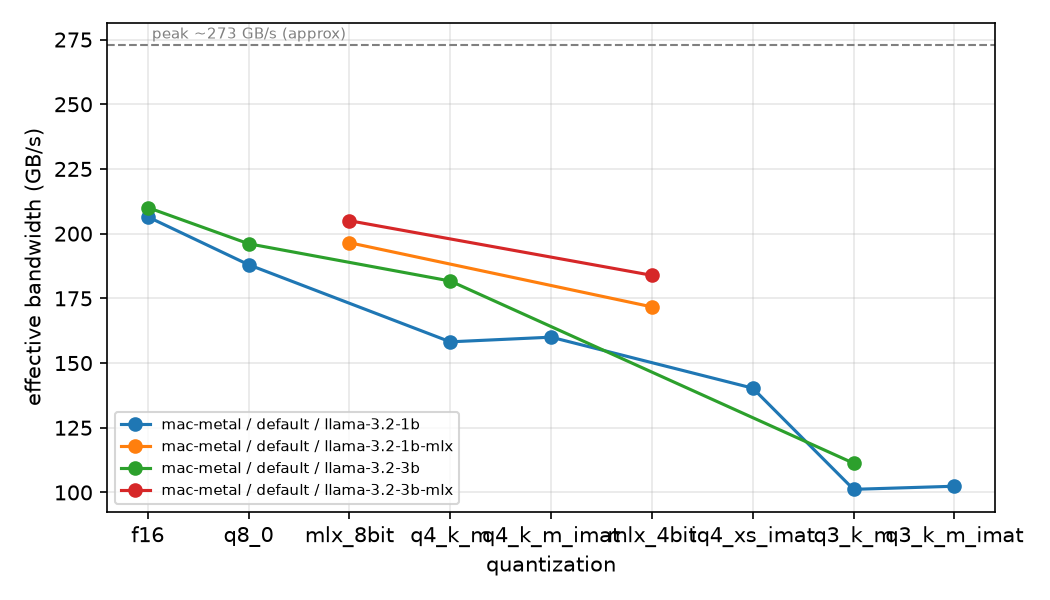 275
250
225
200
175
150
125
100
effective bandwidth (GB/s)
peak ~273 GB/s (approx)
mac-metal / default / llama-3.2-1b
mac-metal / default / llama-3.2-1b-mlx
mac-metal / default / llama-3.2-3b
mac-metal / default / llama-3.2-3b-mlx
f16
q8_0
mlx_8bit
q4_k_m
q4_k_m_imat
mlx_4bit
iq4_xs_imat
q3_k_m
q3_k_m_imat
quantization